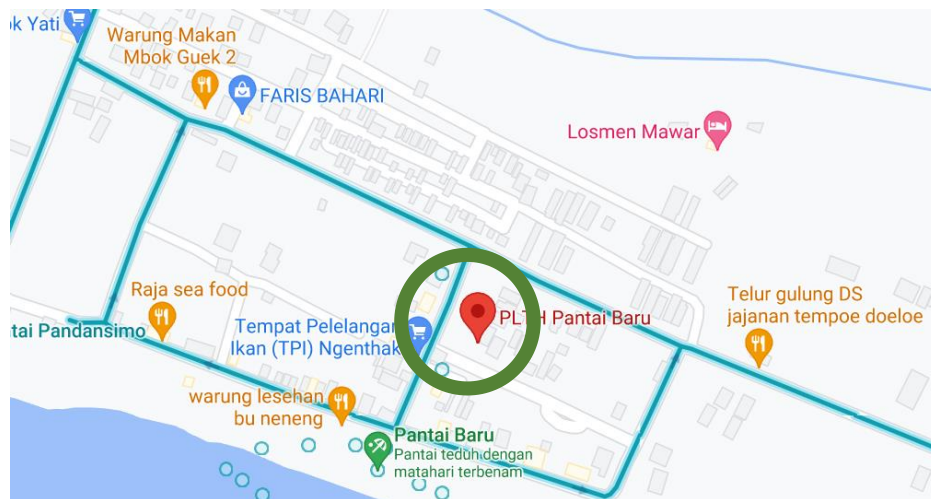 ok Yati
Warung Makan
Mbok Guek 2
FARIS BAHARI
Losmen Mawar
Raja sea food
tai Pandansimo
Tempat Pelelangan
Ikan (TPI) Ngenthak
PLTH Pantai Baru
Telur gulung DS
jajanan tempoe doeloe
warung lesehan
bu neneng
Pantai Baru
Pantai teduh dengan
matahari terbenam